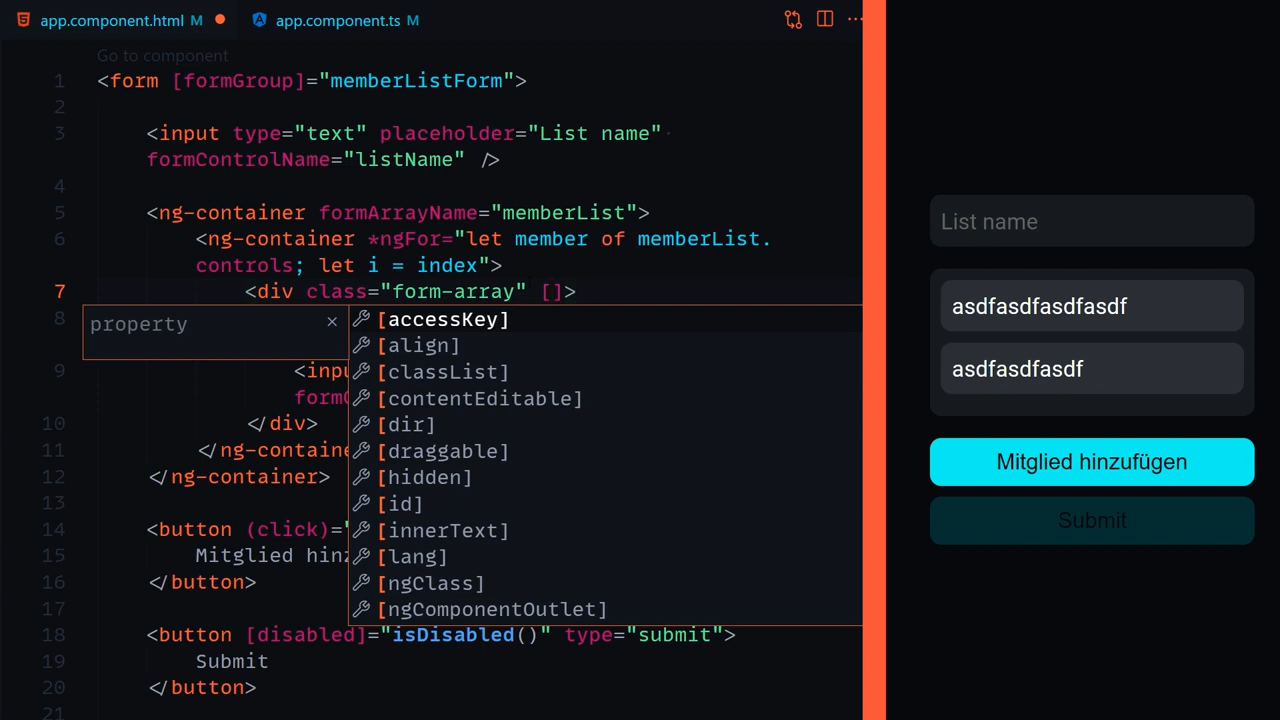 app.component.html M
app.component.ts M
Go to component
1 <form [formGroup]="memberListForm">
2
3 <input type="text" placeholder="List name"
formControlName="listName" />
4
5 <ng-container formArrayName="memberList">
6 <ng-container *ngFor="let member of memberList.
controls; let i = index">
7 <div class="form-array" []>
8
property ×
[accessKey]
[align]
[classList]
[contentEditable]
[dir]
[draggable]
[hidden]
[id]
[innerText]
[lang]
[ngClass]
[ngComponentOutlet]
9 <inpu
formC
10 </div>
11 </ng-containe
12 </ng-container>
13
14 <button (click)="
15 Mitglied hinz
16 </button>
17
18 <button [disabled]="isDisabled()" type="submit">
19 Submit
20 </button>
21
List name
asdfasdfasdfasdf
asdfasdfasdf
Mitglied hinzufügen
Submit